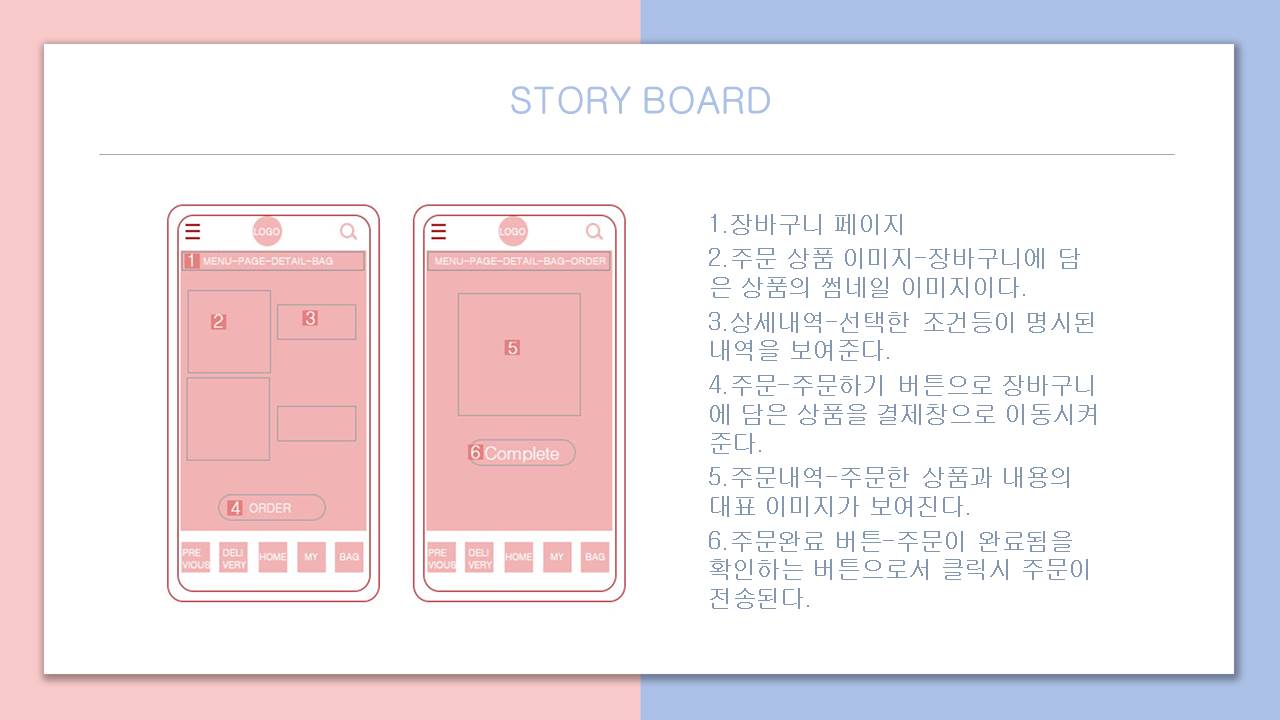 STORY BOARD
LOGO
1 MENU-PAGE-DETAIL-BAG
2
3
4 ORDER
PRE
VIOUS
DELI
VERY
HOME
MY
BAG
LOGO
MENU-PAGE-DETAIL-BAG-ORDER
5
6 Complete
PRE
VIOUS
DELI
VERY
HOME
MY
BAG
1.장바구니 페이지
2.주문 상품 이미지-장바구니에 담
은 상품의 썸네일 이미지이다.
3.상세내역-선택한 조건등이 명시된
내역을 보여준다.
4.주문-주문하기 버튼으로 장바구니
에 담은 상품을 결제창으로 이동시켜
준다.
5.주문내역-주문한 상품과 내용의
대표 이미지가 보여진다.
6.주문완료 버튼-주문이 완료됨을
확인하는 버튼으로서 클릭시 주문이
전송된다.